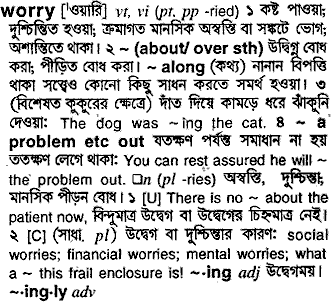 worry [ˈওয়ারি] vt, vi (pt, pp -ried) ১ কষ্ট পাওয়া;
দুশ্চিন্তিত হওয়া; ক্রমাগত মানসিক অস্বস্তি বা সঙ্কটে ভোগ;
অশান্তিতে থাকা। ২ ~ (about/ over sth) উদ্বিগ্ন বোধ
করা; পীড়িত বোধ করা। ~ along (কথ্য) নানান বিপত্তি
থাকা সত্ত্বেও কোনো কিছু সাধন করতে সমর্থ হওয়া। ৩
(বিশেষত কুকুরের ক্ষেত্রে) দাঁত দিয়ে কামড়ে ধরে ঝাঁকুনি
দেওয়া: The dog was ~ing the cat. ৪ ~ a
problem etc out যতক্ষণ পর্যন্ত সমাধান না হয়
ততক্ষণ লেগে থাকা: You can rest assured he will ~
the problem out. □n (pl -ries) অস্বস্তি, দুশ্চিন্তা;
মানসিক পীড়ন বোধ। ১ [U] There is no ~ about the
patient now, বিন্দুমাত্র উদ্বেগ বা উদ্বেগের চিহ্নমাত্র নেই।
২ [C] (সাধা. pl) উদ্বেগ বা দুশ্চিন্তার কারণ: social
worries; financial worries; mental worries; what
a ~ this frail enclosure is! ~·ing adj উদ্বেগময়।
~·ing·ly adv